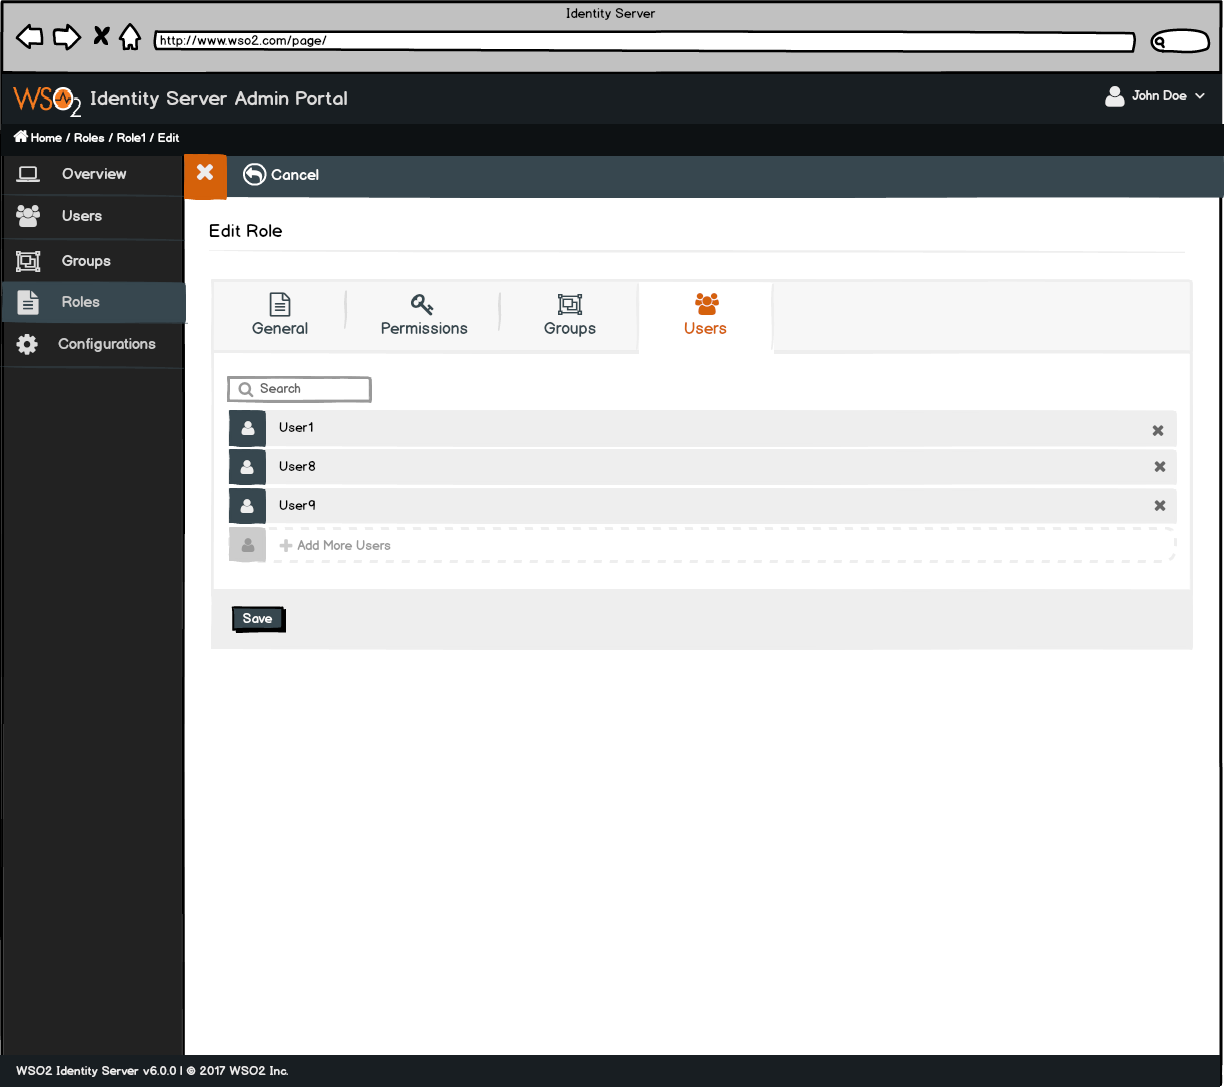 Identity Server
http://www.wso2.com/page/
WSO2 Identity Server Admin Portal
John Doe
Home / Roles / Role1 / Edit
Overview
Cancel
Users
Groups
Roles
Configurations
Edit Role
General
Permissions
Groups
Users
Search
User1
User8
User9
Add More Users
Save
WSO2 Identity Server v6.0.0 | © 2017 WSO2 Inc.